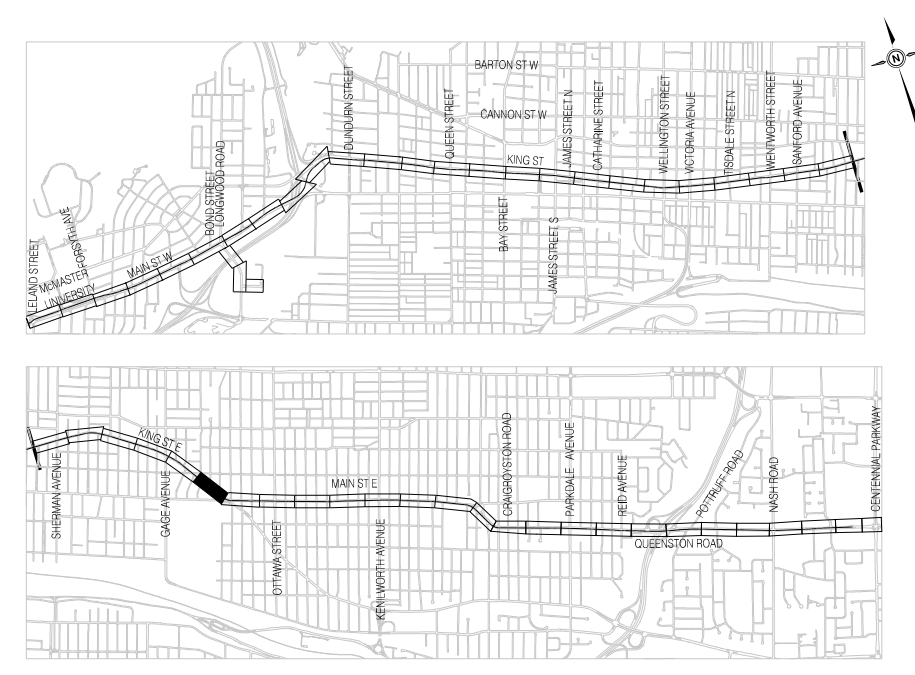 BARTON ST W
N
DUNDURN STREET
QUEEN STREET
CANNON ST W
JAMES STREET N
CATHARINE STREET
WELLINGTON STREET
VICTORIA AVENUE
TISDALE STREET N
WENTWORTH STREET
SANFORD AVENUE
KING ST
BOND STREET
LONGWOOD ROAD
BAY STREET
JAMES STREET S
LELAND STREET
FORSYTH AVE
McMASTER
UNIVERSITY
MAIN ST W
KING ST E
SHERMAN AVENUE
GAGE AVENUE
MAIN ST E
OTTAWA STREET
KENILWORTH AVENUE
CRAIGROYSTON ROAD
PARKDALE AVENUE
REID AVENUE
POTTRUFF ROAD
NASH ROAD
CENTENNIAL PARKWAY
QUEENSTON ROAD